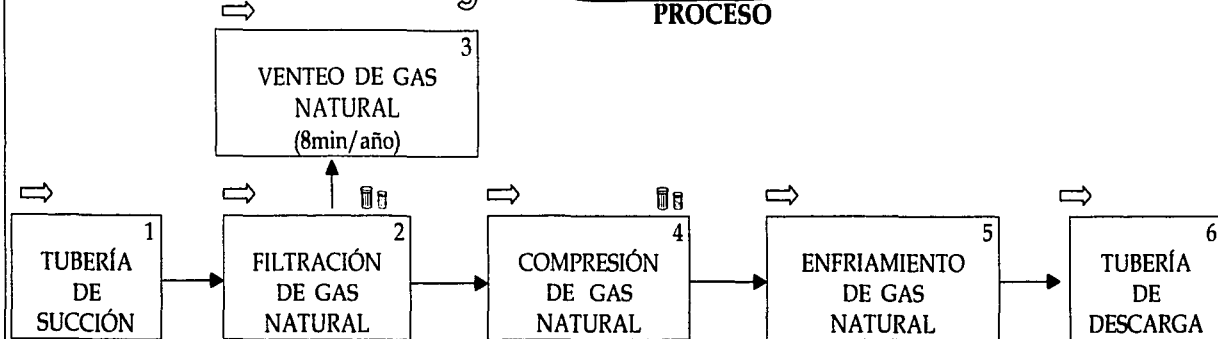 PROCESO
3
VENTEO DE GAS
NATURAL
(8min/año)
1
TUBERÍA
DE
SUCCIÓN
2
FILTRACIÓN
DE GAS
NATURAL
4
COMPRESIÓN
DE GAS
NATURAL
5
ENFRIAMIENTO
DE GAS
NATURAL
6
TUBERÍA
DE
DESCARGA